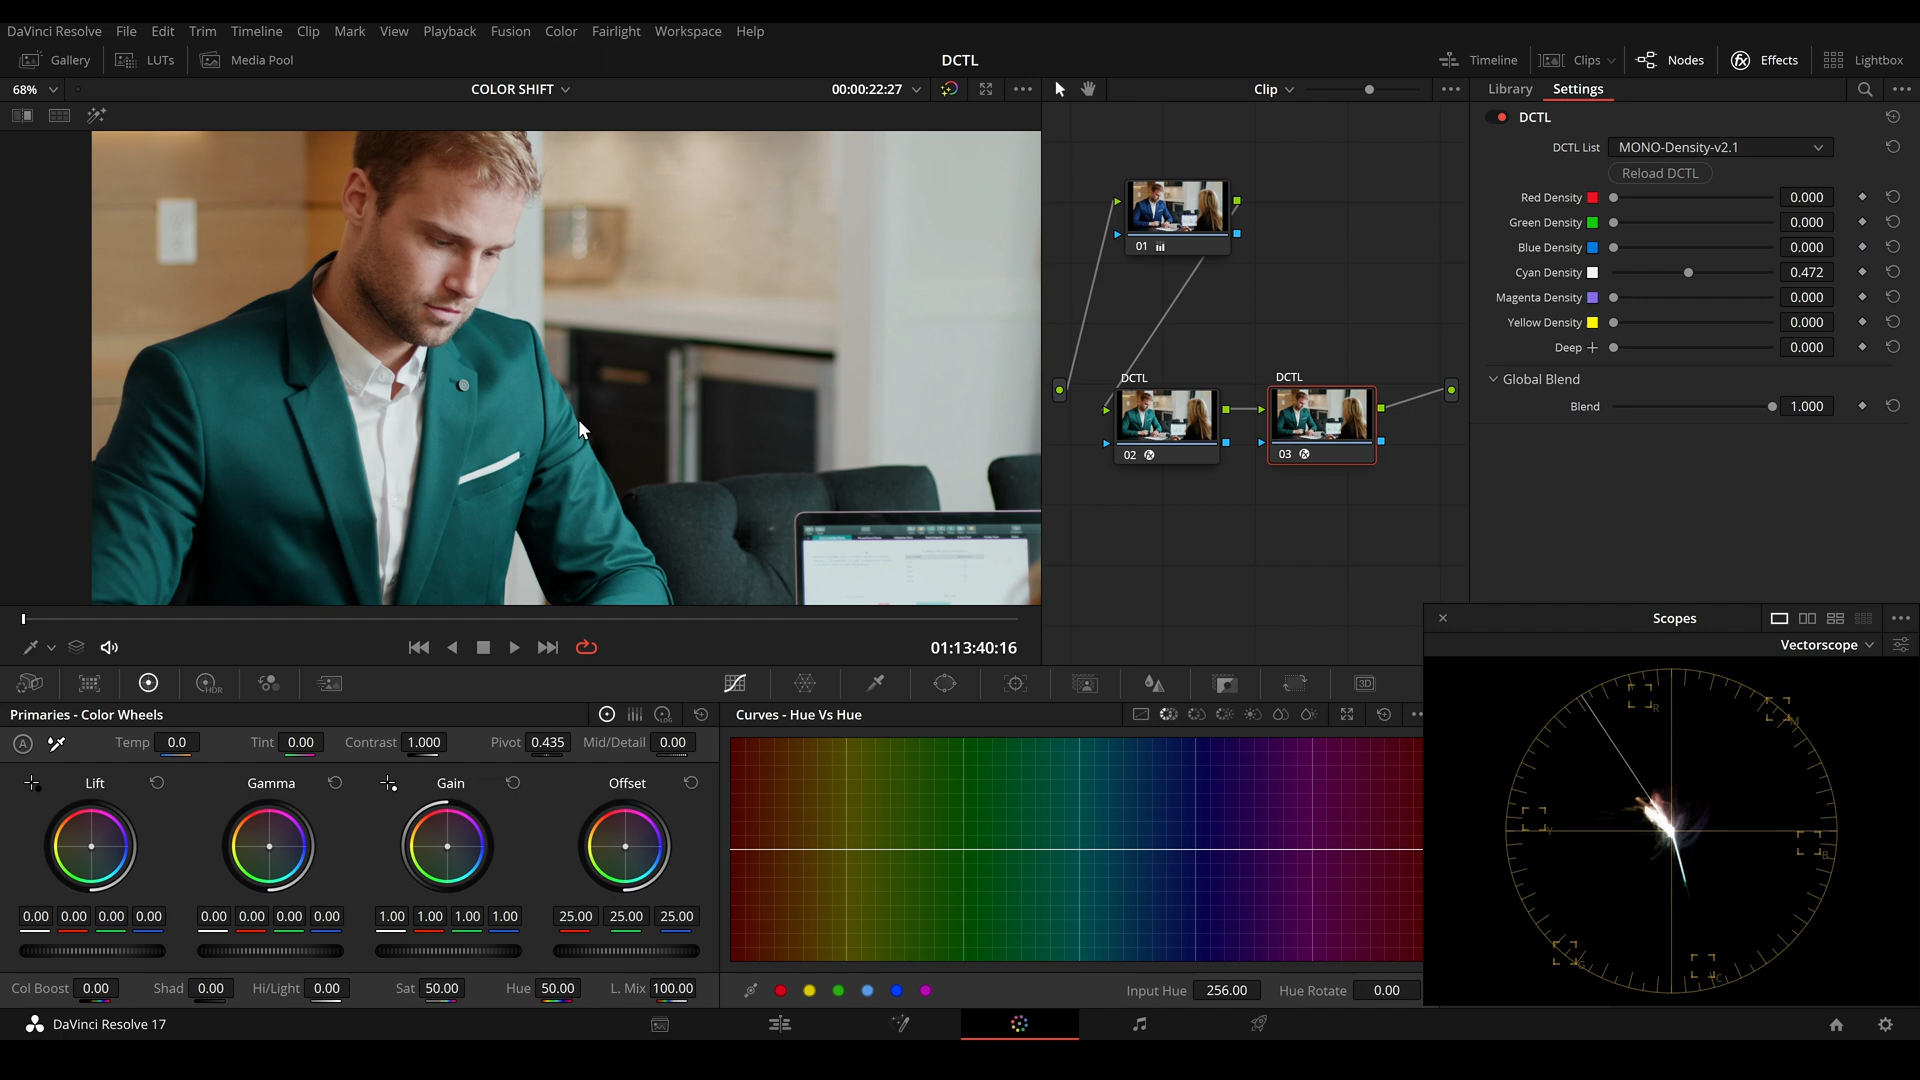 DaVinci Resolve File Edit Trim Timeline Clip Mark View Playback Fusion Color Fairlight Workspace Help
Gallery LUTs Media Pool DCTL Timeline Clips Nodes Effects Lightbox
68% COLOR SHIFT 00:00:22:27 Clip Library Settings
DCTL
DCTL List MONO-Density-v2.1
Reload DCTL
Red Density 0.000
Green Density 0.000
Blue Density 0.000
Cyan Density 0.472
Magenta Density 0.000
Yellow Density 0.000
Deep 0.000
Global Blend
Blend 1.000
01
DCTL DCTL
02 03
01:13:40:16
Scopes
Vectorscope
R
M
Y
B
G
C
HDR 3D
Primaries - Color Wheels LOG Curves - Hue Vs Hue
A Temp 0.0 Tint 0.00 Contrast 1.000 Pivot 0.435 Mid/Detail 0.00
Lift Gamma Gain Offset
0.00 0.00 0.00 0.00 0.00 0.00 0.00 0.00 1.00 1.00 1.00 1.00 25.00 25.00 25.00
Col Boost 0.00 Shad 0.00 Hi/Light 0.00 Sat 50.00 Hue 50.00 L. Mix 100.00
Input Hue 256.00 Hue Rotate 0.00
DaVinci Resolve 17